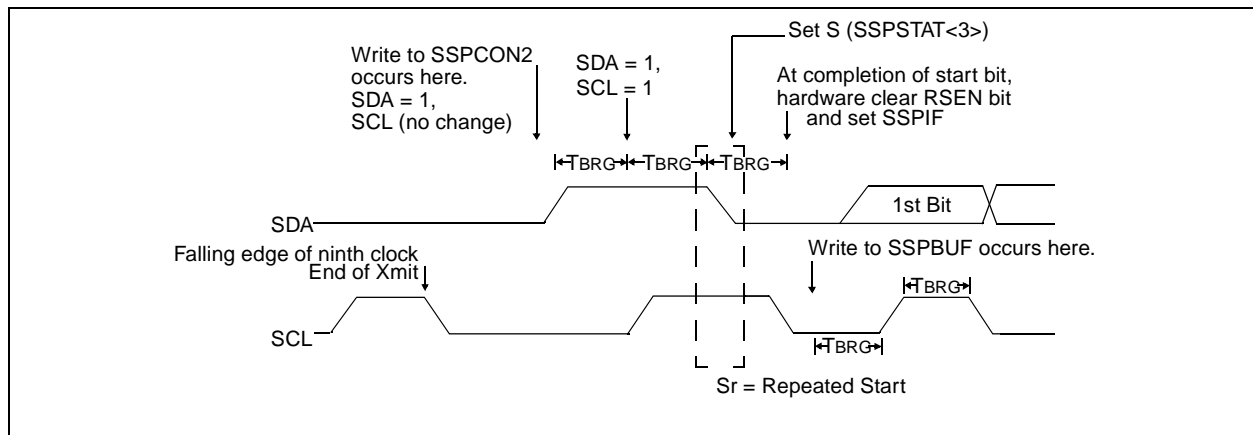 Set S (SSPSTAT<3>)
Write to SSPCON2
occurs here.
SDA = 1,
SCL (no change)
SDA = 1,
SCL = 1
At completion of start bit,
hardware clear RSEN bit
and set SSPIF
TBRG
TBRG
TBRG
SDA
1st Bit
Falling edge of ninth clock
End of Xmit
Write to SSPBUF occurs here.
TBRG
SCL
TBRG
Sr = Repeated Start